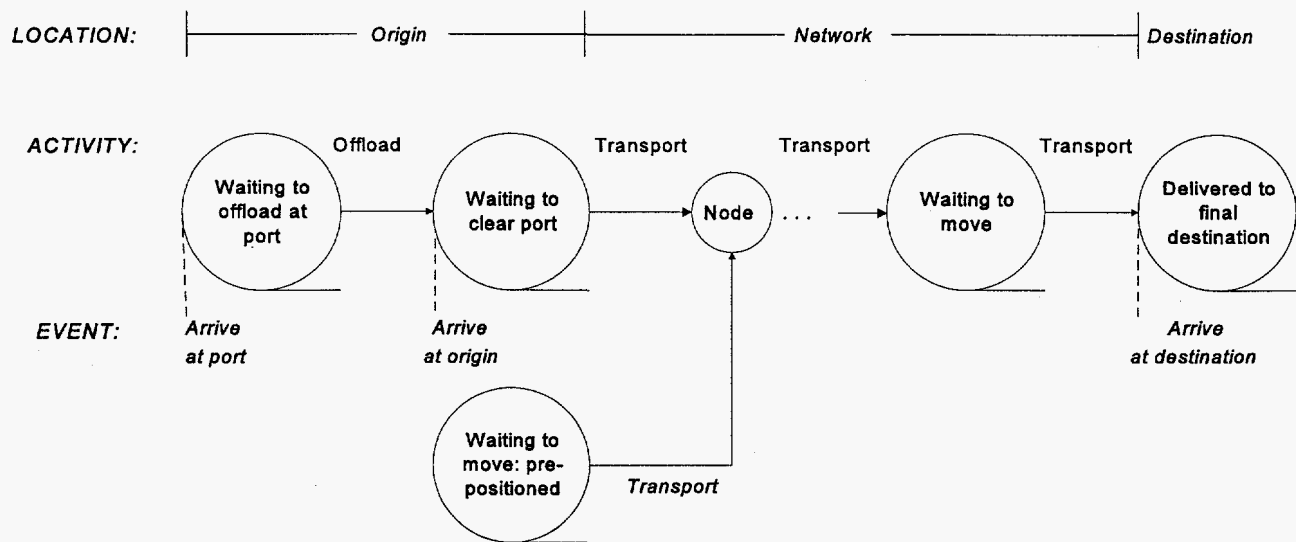 LOCATION: Origin Network Destination
ACTIVITY: Offload Transport Transport Transport
Waiting to
offload at
port
Waiting to
clear port
Node
. . .
Waiting to
move
Delivered to
final
destination
EVENT: Arrive
at port
Arrive
at origin
Arrive
at destination
Waiting to
move: pre-
positioned
Transport